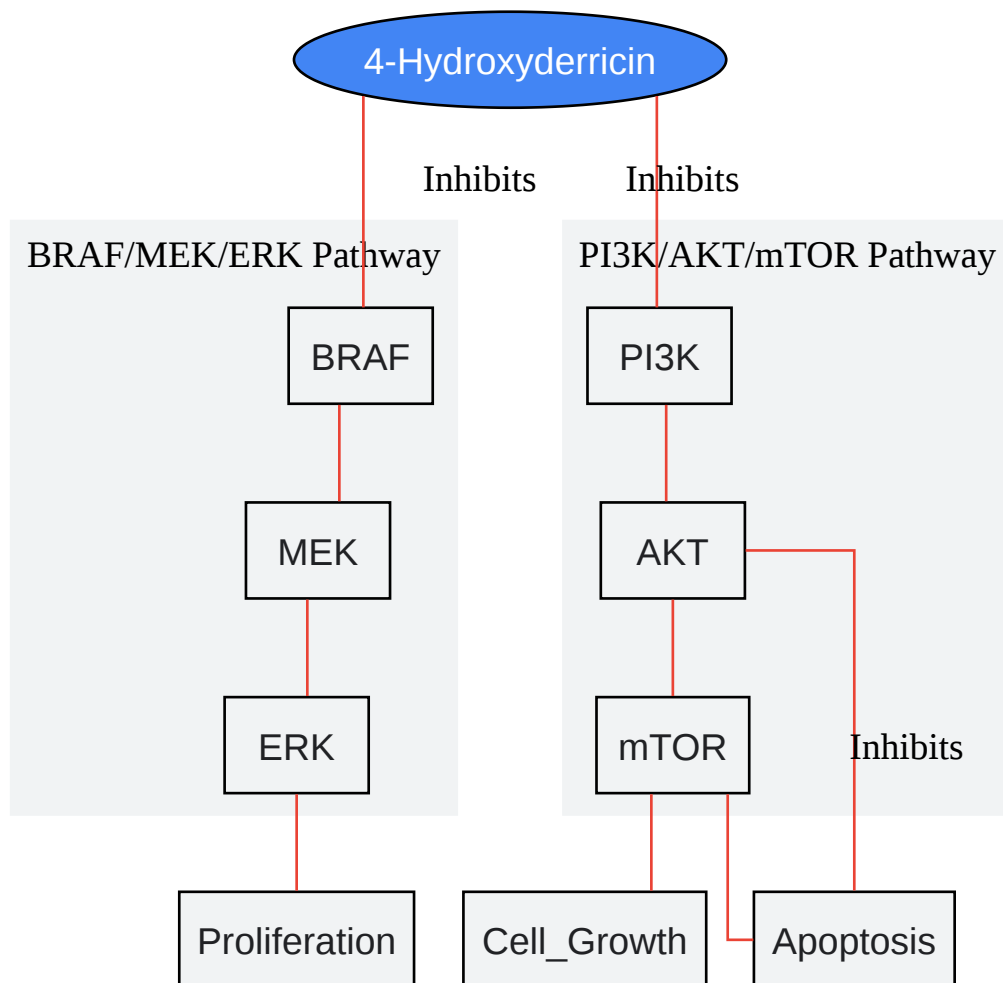 4-Hydroxyderricin
Inhibits
Inhibits
BRAF/MEK/ERK Pathway
PI3K/AKT/mTOR Pathway
BRAF
PI3K
MEK
AKT
ERK
mTOR
Inhibits
Proliferation
Cell_Growth
Apoptosis